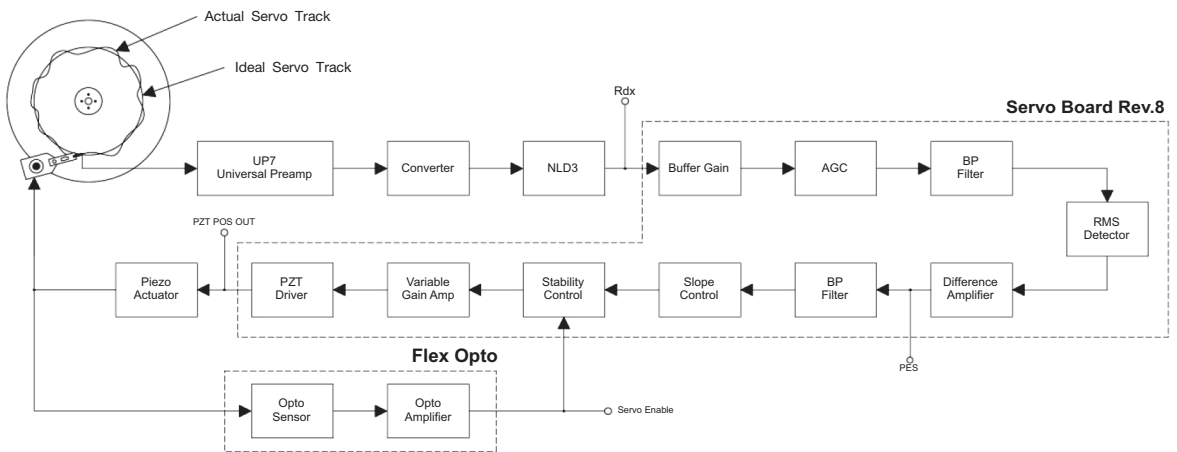 Actual Servo Track
Ideal Servo Track
Rdx
Servo Board Rev.8
UP7
Universal Preamp
Converter
NLD3
Buffer Gain
AGC
BP
Filter
RMS
Detector
PZT POS OUT
Piezo
Actuator
PZT
Driver
Variable
Gain Amp
Stability
Control
Slope
Control
BP
Filter
Difference
Amplifier
PES
Flex Opto
Opto
Sensor
Opto
Amplifier
Servo Enable